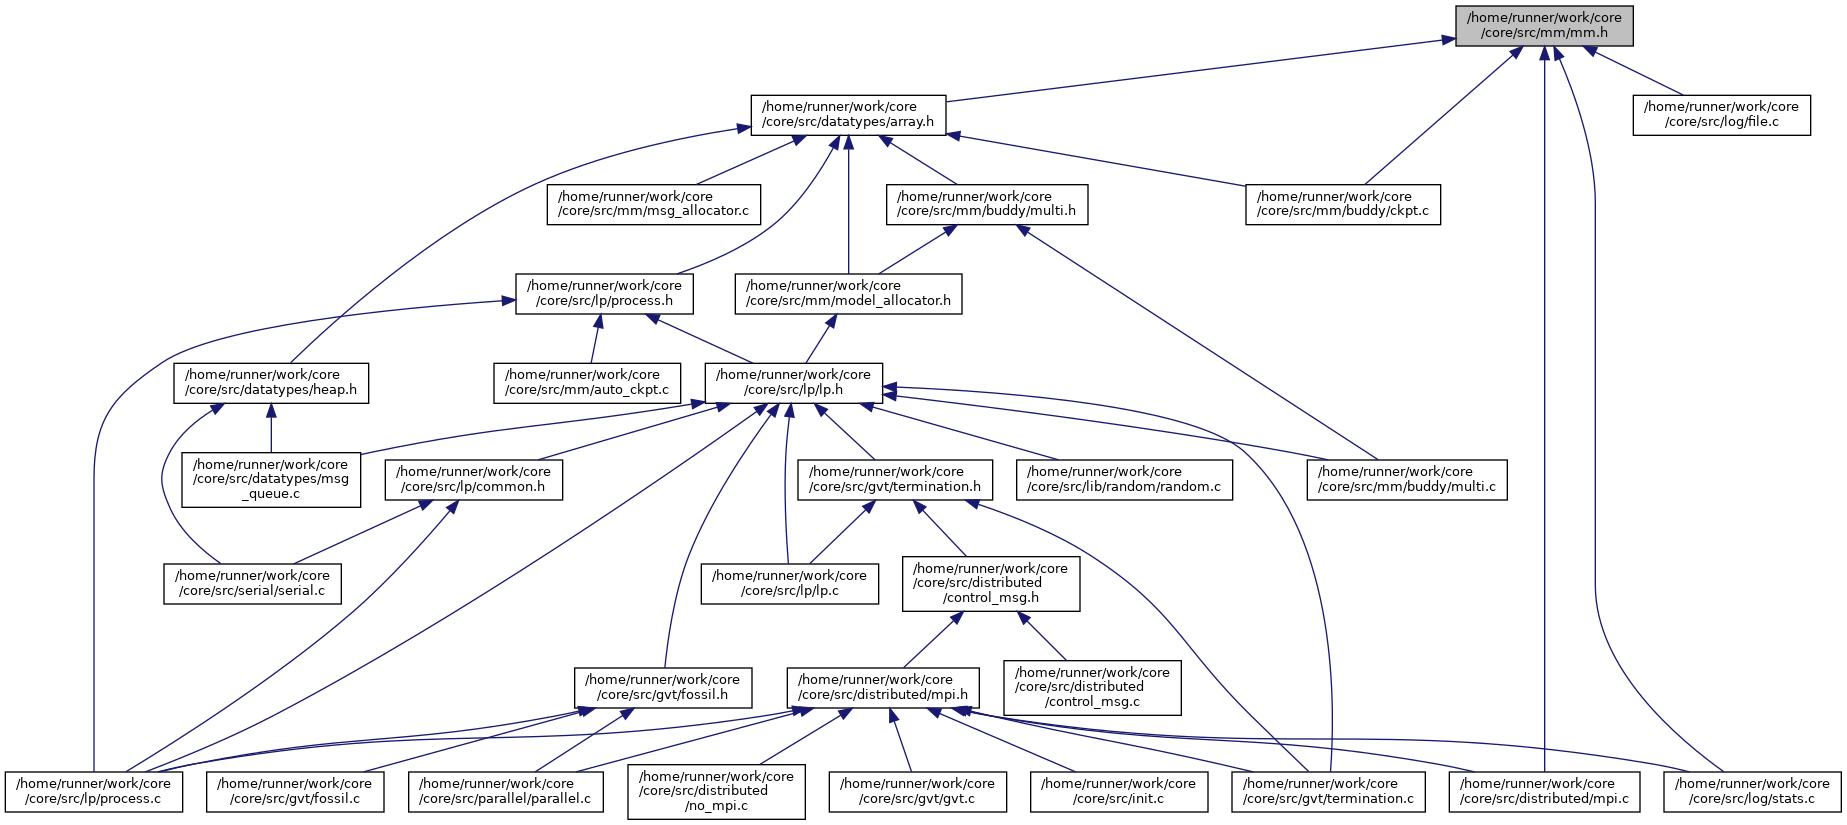 /home/runner/work/core
/core/src/mm/mm.h
/home/runner/work/core
/core/src/datatypes/array.h
/home/runner/work/core
/core/src/log/file.c
/home/runner/work/core
/core/src/mm/msg_allocator.c
/home/runner/work/core
/core/src/mm/buddy/multi.h
/home/runner/work/core
/core/src/mm/buddy/ckpt.c
/home/runner/work/core
/core/src/lp/process.h
/home/runner/work/core
/core/src/mm/model_allocator.h
/home/runner/work/core
/core/src/datatypes/heap.h
/home/runner/work/core
/core/src/mm/auto_ckpt.c
/home/runner/work/core
/core/src/lp/lp.h
/home/runner/work/core
/core/src/datatypes/msg
_queue.c
/home/runner/work/core
/core/src/lp/common.h
/home/runner/work/core
/core/src/gvt/termination.h
/home/runner/work/core
/core/src/lib/random/random.c
/home/runner/work/core
/core/src/mm/buddy/multi.c
/home/runner/work/core
/core/src/serial/serial.c
/home/runner/work/core
/core/src/lp/lp.c
/home/runner/work/core
/core/src/distributed
/control_msg.h
/home/runner/work/core
/core/src/gvt/fossil.h
/home/runner/work/core
/core/src/distributed/mpi.h
/home/runner/work/core
/core/src/distributed
/control_msg.c
/home/runner/work/core
/core/src/lp/process.c
/home/runner/work/core
/core/src/gvt/fossil.c
/home/runner/work/core
/core/src/parallel/parallel.c
/home/runner/work/core
/core/src/distributed
/no_mpi.c
/home/runner/work/core
/core/src/gvt/gvt.c
/home/runner/work/core
/core/src/init.c
/home/runner/work/core
/core/src/gvt/termination.c
/home/runner/work/core
/core/src/distributed/mpi.c
/home/runner/work/core
/core/src/log/stats.c